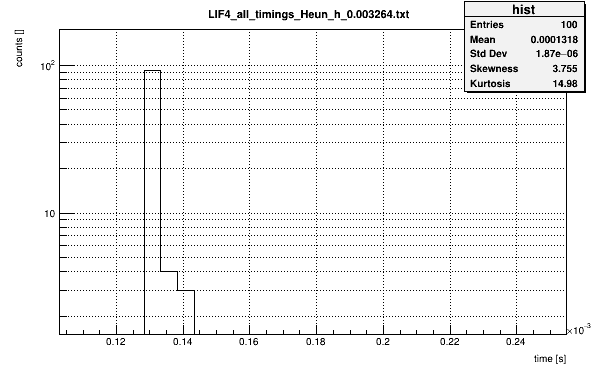 LIF4_all_timings_Heun_h_0.003264.txt
hist
Entries 100
Mean 0.0001318
Std Dev 1.87e−06
Skewness 3.755
Kurtosis 14.98
counts []
10²
10
0.12 0.14 0.16 0.18 0.2 0.22 0.24
×10⁻³
time [s]